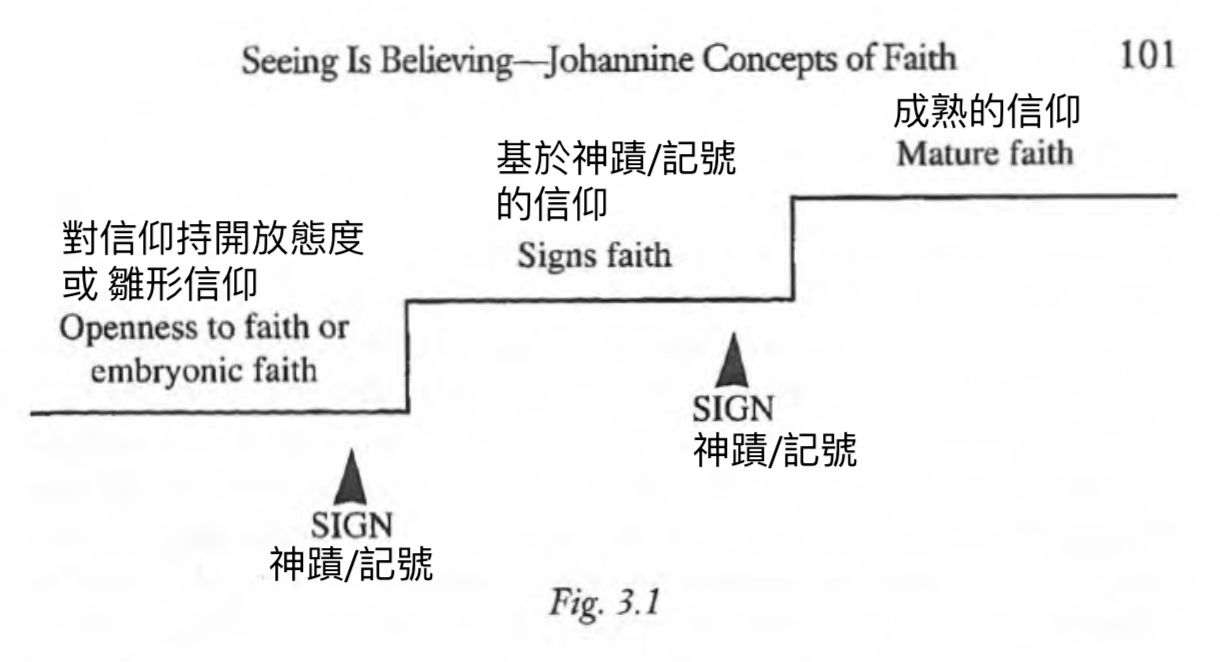 Seeing Is Believing—Johannine Concepts of Faith 101
成熟的信仰
Mature faith
基於神蹟/記號
的信仰
Signs faith
對信仰持開放態度
或 雛形信仰
Openness to faith or
embryonic faith
SIGN
神蹟/記號
SIGN
神蹟/記號
Fig. 3.1